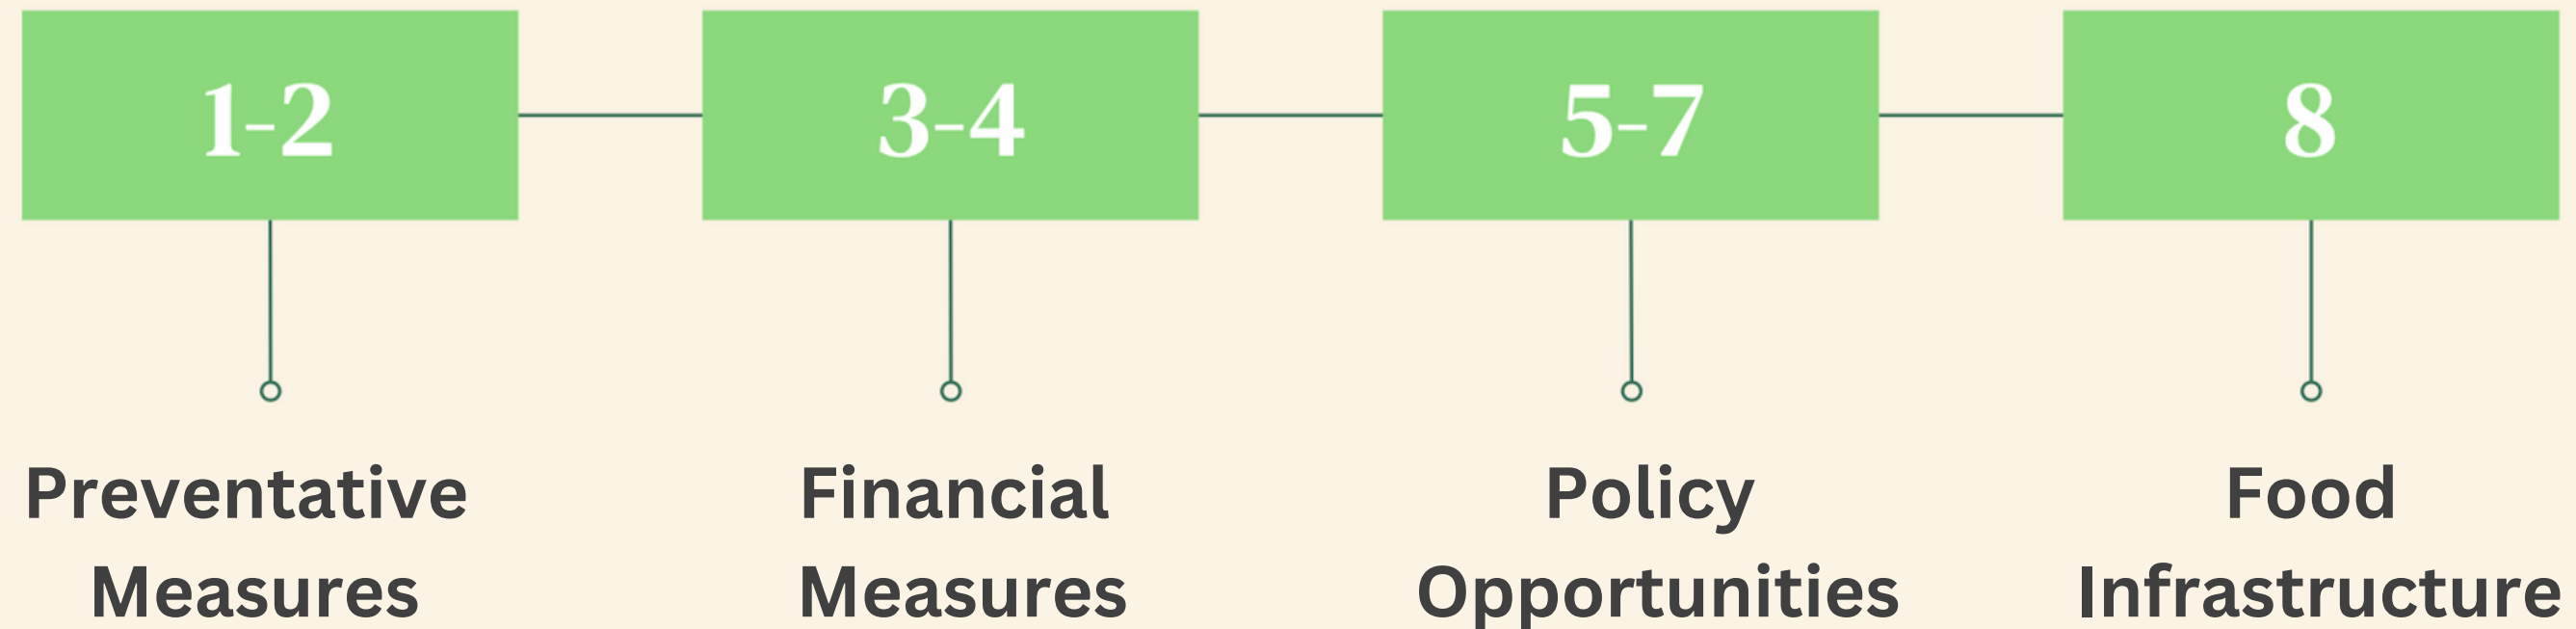 1-2
3-4
5-7
8
Preventative
Measures
Financial
Measures
Policy
Opportunities
Food
Infrastructure